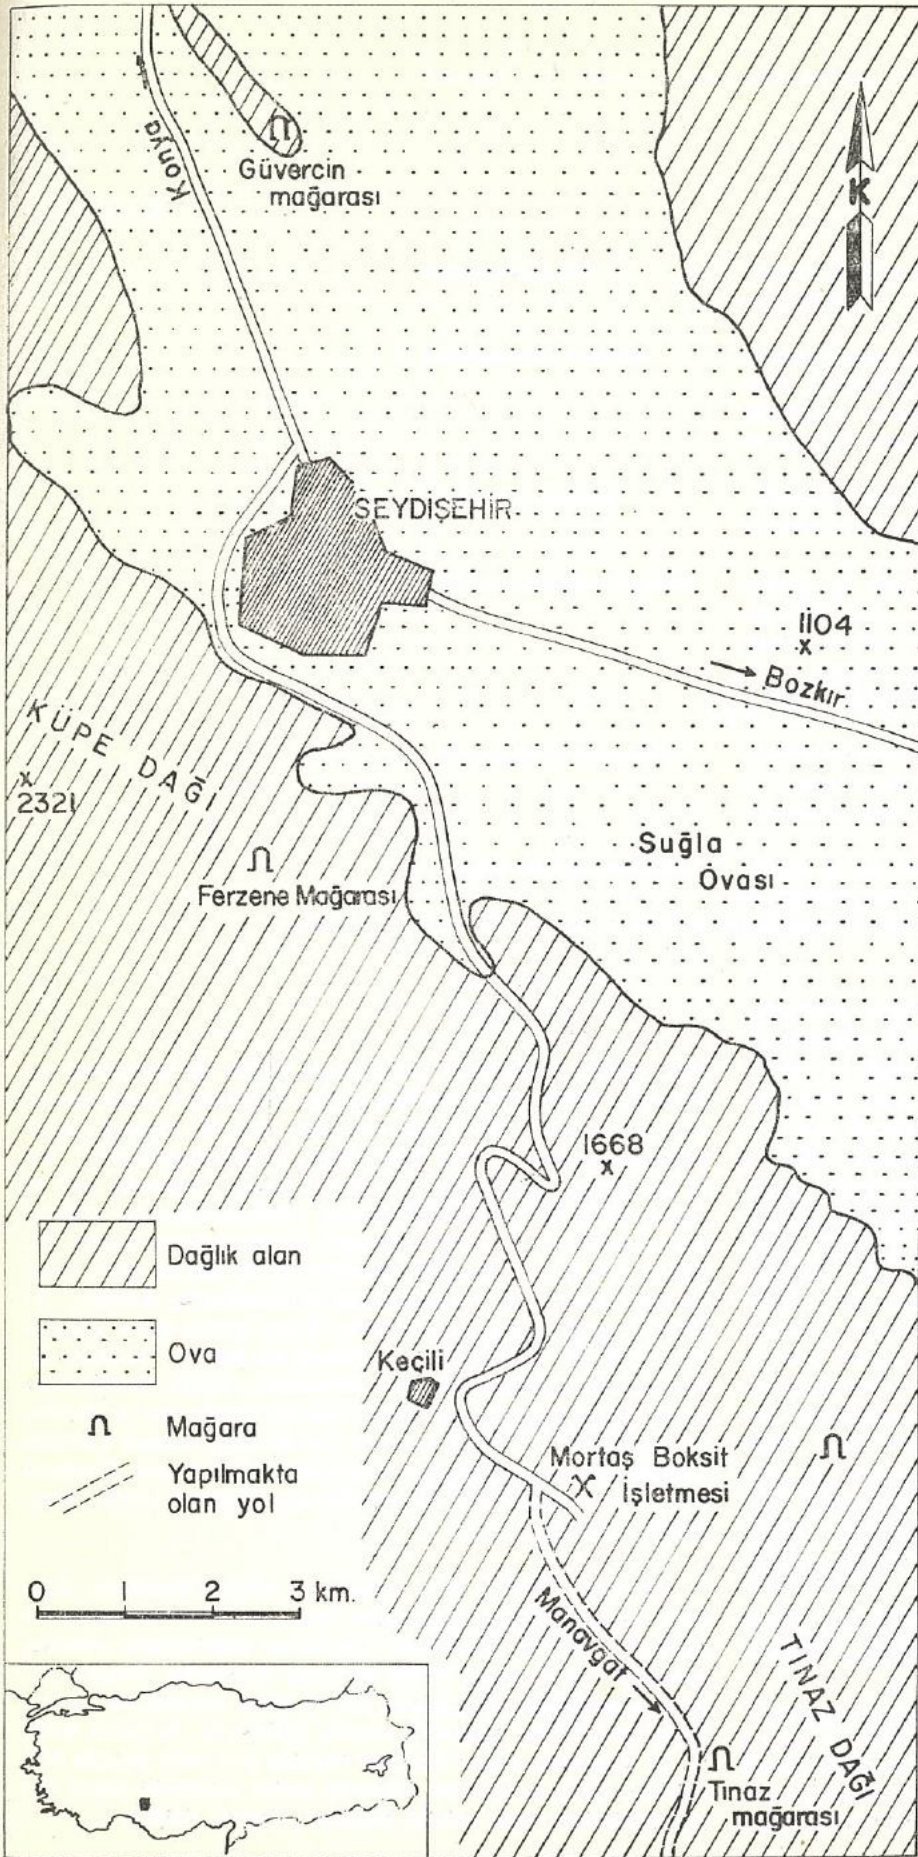 Konya
Güvercin
mağarası
K
SEYDİŞEHİR
1104
x
Bozkır
KÜPE DAĞI
x
2321
Suğla
Ovası
Ferzene Mağarası
1668
x
Dağlık alan
Ova
Mağara
Yapılmakta
olan yol
Keçili
Mortaş Boksit
İşletmesi
0 1 2 3 km.
Manavgat
TINAZ DAĞI
Tınaz
mağarası